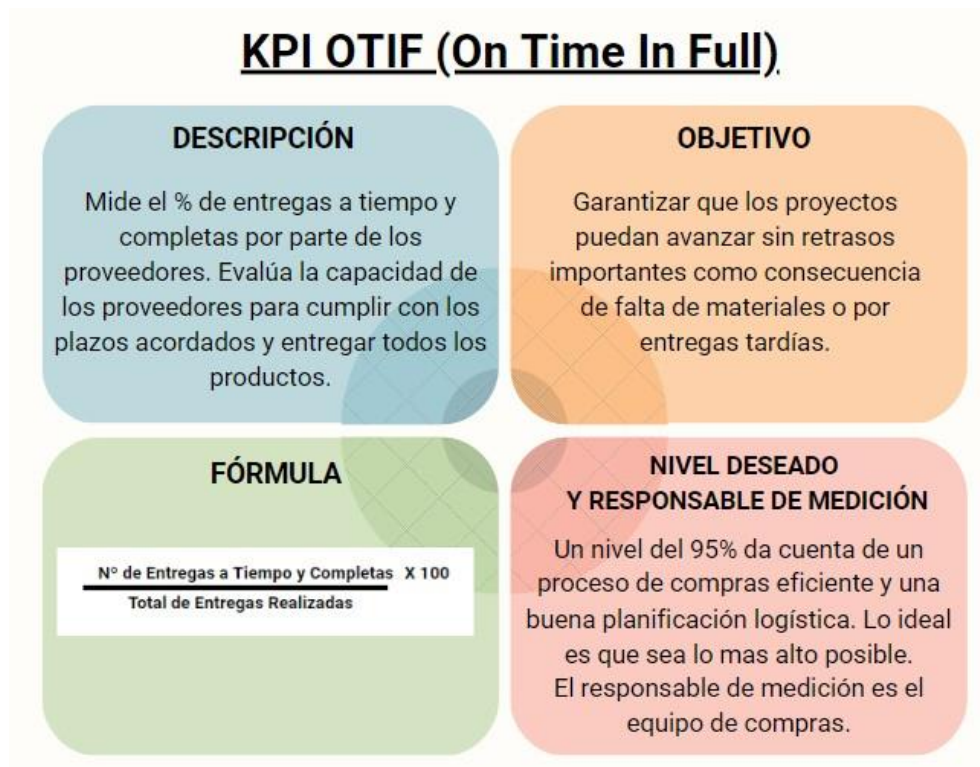 KPI OTIF (On Time In Full)
DESCRIPCIÓN
Mide el % de entregas a tiempo y
completas por parte de los
proveedores. Evalúa la capacidad de
los proveedores para cumplir con los
plazos acordados y entregar todos los
productos.
OBJETIVO
Garantizar que los proyectos
puedan avanzar sin retrasos
importantes como consecuencia
de falta de materiales o por
entregas tardías.
FÓRMULA
Nº de Entregas a Tiempo y Completas X 100
Total de Entregas Realizadas
NIVEL DESEADO
Y RESPONSABLE DE MEDICIÓN
Un nivel del 95% da cuenta de un
proceso de compras eficiente y una
buena planificación logística. Lo ideal
es que sea lo mas alto posible.
El responsable de medición es el
equipo de compras.